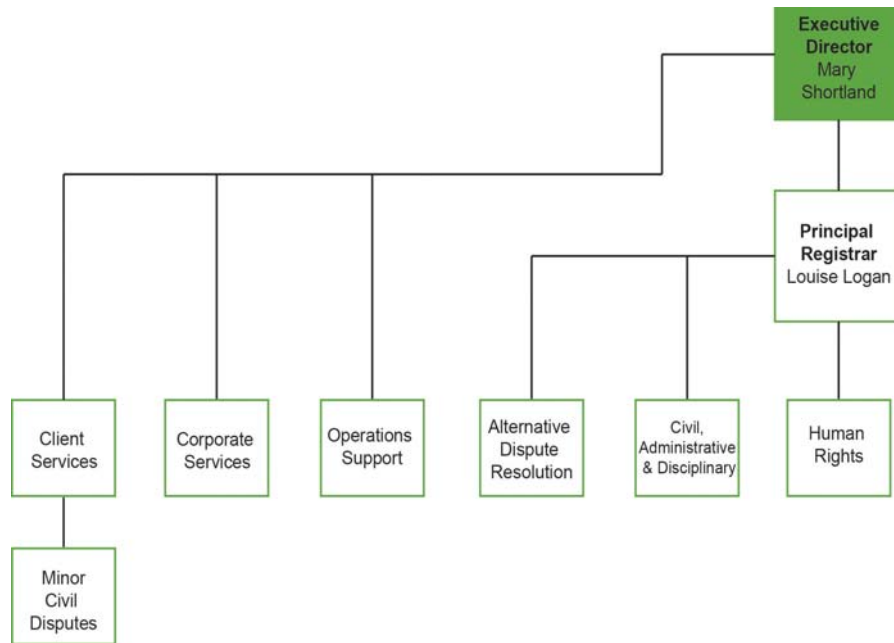 Executive
Director
Mary
Shortland
Principal
Registrar
Louise Logan
Client
Services
Corporate
Services
Operations
Support
Alternative
Dispute
Resolution
Civil,
Administrative
& Disciplinary
Human
Rights
Minor
Civil
Disputes